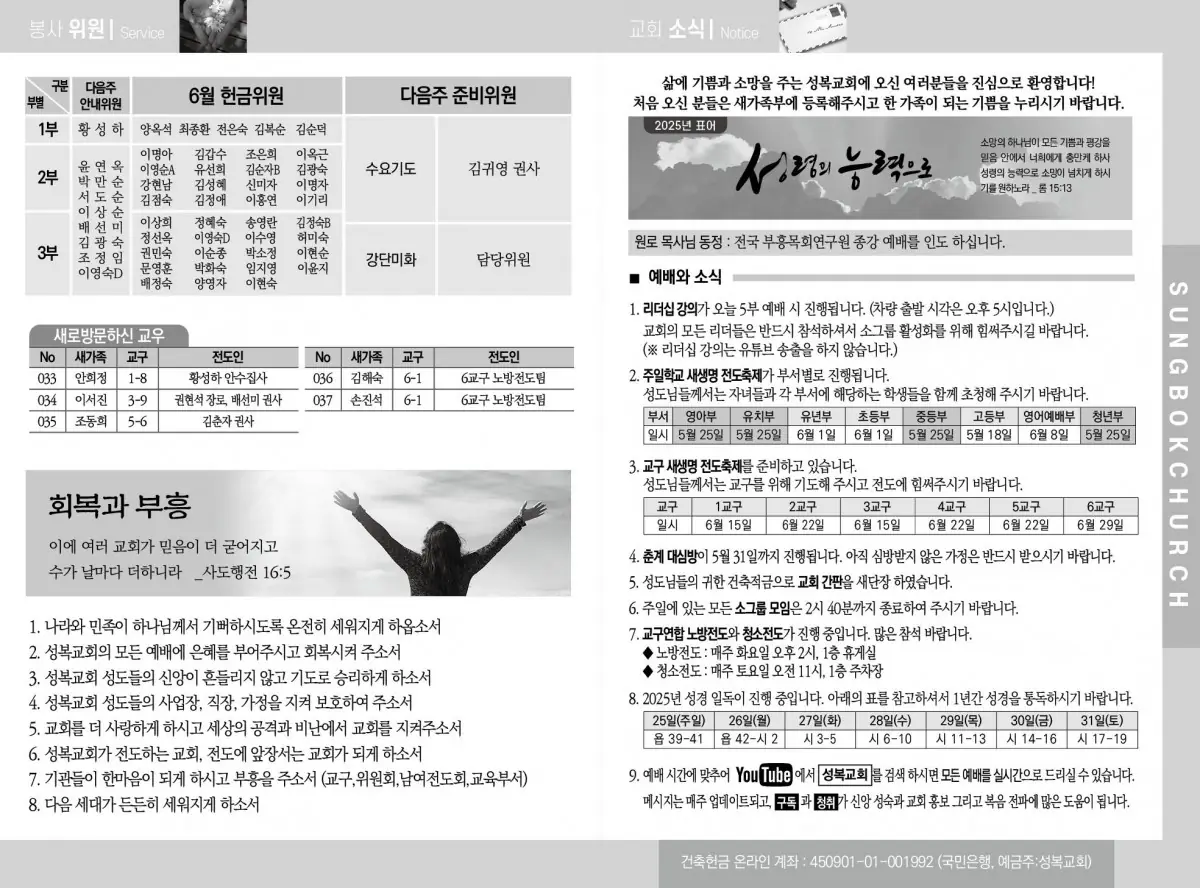 봉사 위원 | Service
구분
부별
다음주
안내위원
6월 헌금위원
다음주 준비위원
1부
황 성 하
양옥석 최종환 전은숙 김복순 김순덕
2부
3부
윤 연 옥
박 만 순
서 도 순
이 상 순
배 선 미
김 광 숙
조 정 임
이영숙D
이명아 김갑수 조은희 이옥근
이영순A 유선희 김순자B 김광숙
강현남 김성혜 신미자 이명자
김점숙 김정애 이홍연 이기리
이상희 정혜숙 송영란 김정숙B
정선옥 이영숙D 이수영 허미숙
권민숙 이순종 박소정 이현순
문영훈 박화숙 임지영 이윤지
배정숙 양영자 이현숙
수요기도 김귀영 권사
강단미화 담당위원
새로방문하신 교우
No 새가족 교구 전도인
033 안희정 1-8 황성하 안수집사
034 이서진 3-9 권현석 장로, 배선미 권사
035 조동희 5-6 김춘자 권사
No 새가족 교구 전도인
036 김해숙 6-1 6교구 노방전도팀
037 손진석 6-1 6교구 노방전도팀
회복과 부흥
이에 여러 교회가 믿음이 더 굳어지고
수가 날마다 더하니라 _사도행전 16:5
1. 나라와 민족이 하나님께서 기뻐하시도록 온전히 세워지게 하옵소서
2. 성복교회의 모든 예배에 은혜를 부어주시고 회복시켜 주소서
3. 성복교회 성도들의 신앙이 흔들리지 않고 기도로 승리하게 하소서
4. 성복교회 성도들의 사업장, 직장, 가정을 지켜 보호하여 주소서
5. 교회를 더 사랑하게 하시고 세상의 공격과 비난에서 교회를 지켜주소서
6. 성복교회가 전도하는 교회, 전도에 앞장서는 교회가 되게 하소서
7. 기관들이 한마음이 되게 하시고 부흥을 주소서 (교구,위원회,남여전도회,교육부서)
8. 다음 세대가 든든히 세워지게 하소서
교회 소식 | Notice
삶에 기쁨과 소망을 주는 성복교회에 오신 여러분들을 진심으로 환영합니다!
처음 오신 분들은 새가족부에 등록해주시고 한 가족이 되는 기쁨을 누리시기 바랍니다.
2025년 표어
성령의 능력으로
소망의 하나님이 모든 기쁨과 평강을
믿음 안에서 너희에게 충만케 하사
성령의 능력으로 소망이 넘치게 하시
기를 원하노라 _ 롬 15:13
원로 목사님 동정 : 전국 부흥목회연구원 종강 예배를 인도 하십니다.
■ 예배와 소식
1. 리더십 강의가 오늘 5부 예배 시 진행됩니다. (차량 출발 시각은 오후 5시입니다.)
교회의 모든 리더들은 반드시 참석하셔서 소그룹 활성화를 위해 힘써주시길 바랍니다.
(※ 리더십 강의는 유튜브 송출을 하지 않습니다.)
2. 주일학교 새생명 전도축제가 부서별로 진행됩니다.
성도님들께서는 자녀들과 각 부서에 해당하는 학생들을 함께 초청해 주시기 바랍니다.
부서 영아부 유치부 유년부 초등부 중등부 고등부 영어예배부 청년부
일시 5월 25일 5월 25일 6월 1일 6월 1일 5월 25일 5월 18일 6월 8일 5월 25일
3. 교구 새생명 전도축제를 준비하고 있습니다.
성도님들께서는 교구를 위해 기도해 주시고 전도에 힘써주시기 바랍니다.
교구 1교구 2교구 3교구 4교구 5교구 6교구
일시 6월 15일 6월 22일 6월 15일 6월 22일 6월 22일 6월 29일
4. 춘계 대심방이 5월 31일까지 진행됩니다. 아직 심방받지 않은 가정은 반드시 받으시기 바랍니다.
5. 성도님들의 귀한 건축적금으로 교회 간판을 새단장 하였습니다.
6. 주일에 있는 모든 소그룹 모임은 2시 40분까지 종료하여 주시기 바랍니다.
7. 교구연합 노방전도와 청소전도가 진행 중입니다. 많은 참석 바랍니다.
◆ 노방전도 : 매주 화요일 오후 2시, 1층 휴게실
◆ 청소전도 : 매주 토요일 오전 11시, 1층 주차장
8. 2025년 성경 일독이 진행 중입니다. 아래의 표를 참고하셔서 1년간 성경을 통독하시기 바랍니다.
25일(주일) 26일(월) 27일(화) 28일(수) 29일(목) 30일(금) 31일(토)
욥 39-41 욥 42-시 2 시 3-5 시 6-10 시 11-13 시 14-16 시 17-19
9. 예배 시간에 맞추어 YouTube 에서 성복교회 를 검색 하시면 모든 예배를 실시간으로 드리실 수 있습니다.
메시지는 매주 업데이트되고, 구독 과 청취 가 신앙 성숙과 교회 홍보 그리고 복음 전파에 많은 도움이 됩니다.
SUNGBOKCHURCH
건축헌금 온라인 계좌 : 450901-01-001992 (국민은행, 예금주:성복교회)